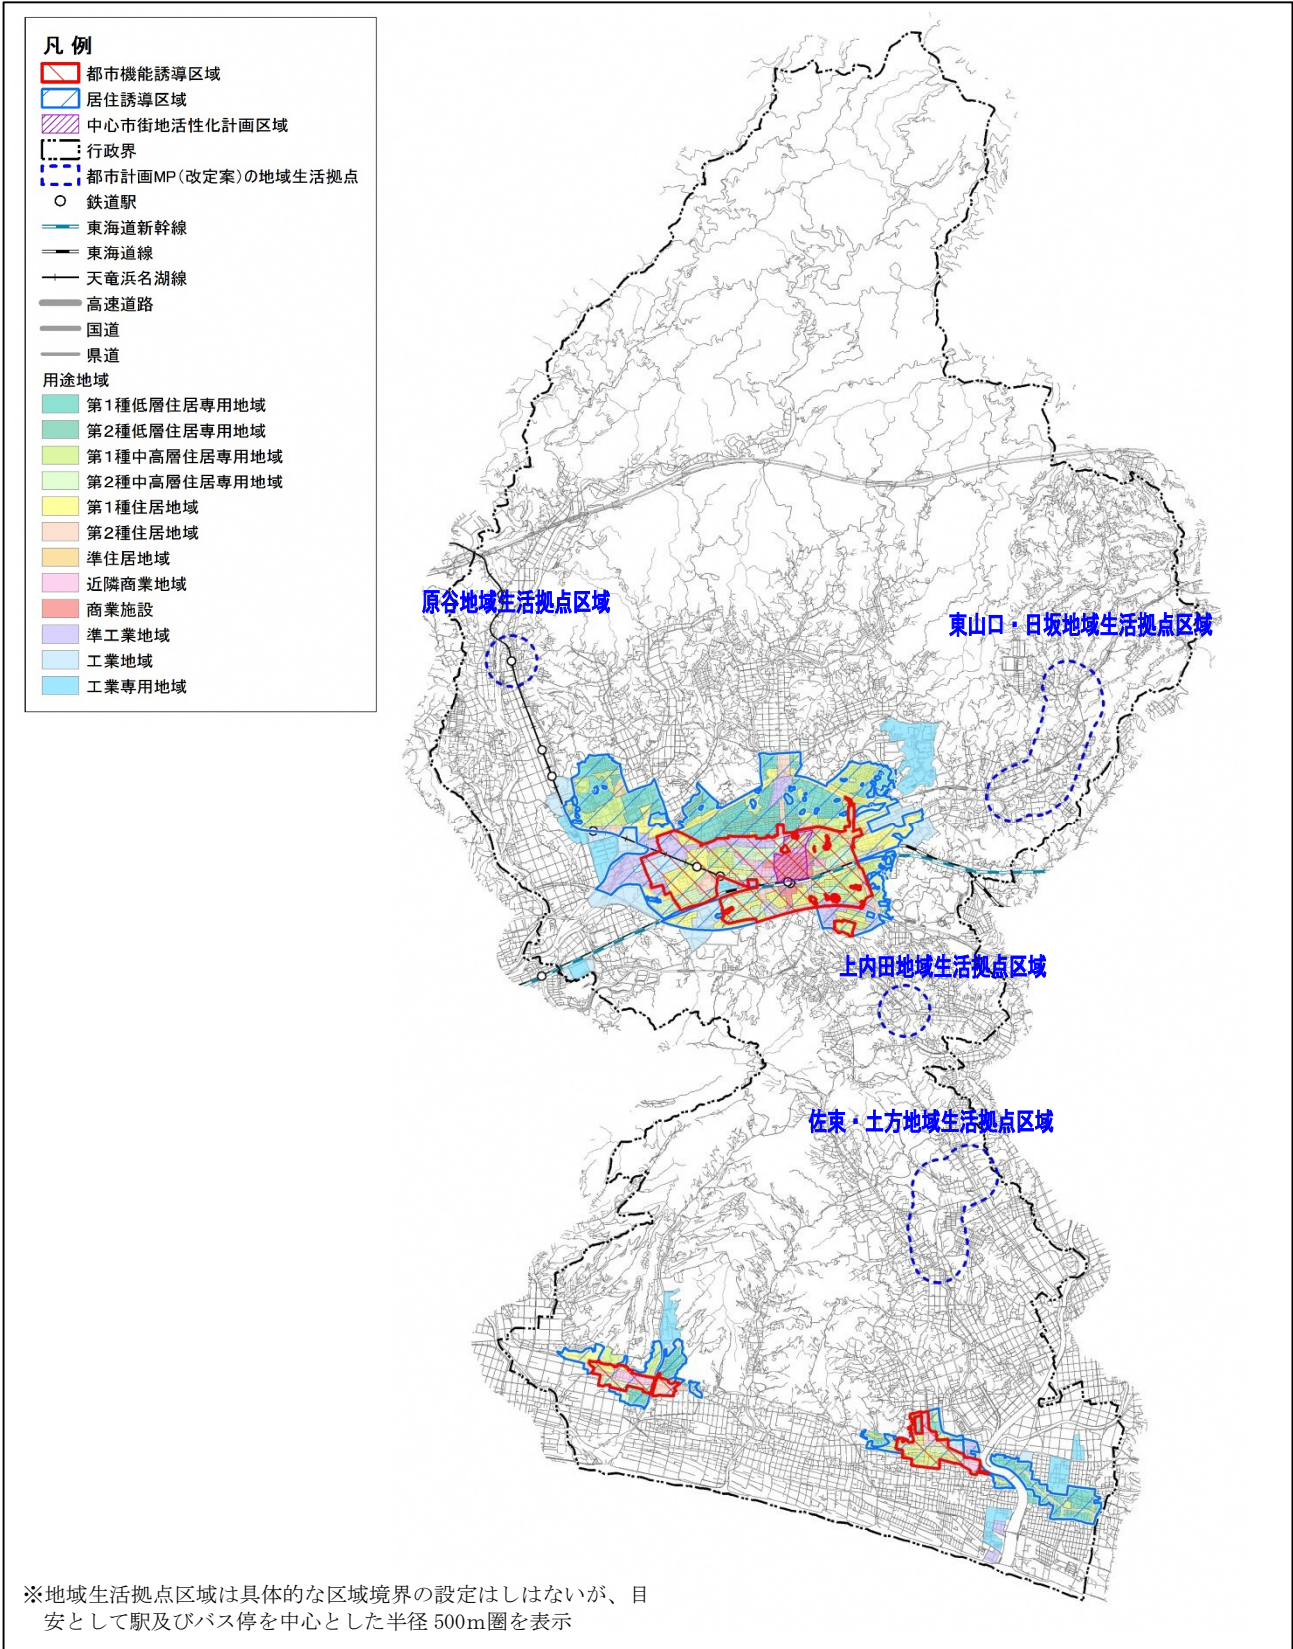 凡 例
都市機能誘導区域
居住誘導区域
中心市街地活性化計画区域
行政界
都市計画MP(改定案)の地域生活拠点
鉄道駅
東海道新幹線
東海道線
天竜浜名湖線
高速道路
国道
県道
用途地域
第1種低層住居専用地域
第2種低層住居専用地域
第1種中高層住居専用地域
第2種中高層住居専用地域
第1種住居地域
第2種住居地域
準住居地域
近隣商業地域
商業施設
準工業地域
工業地域
工業専用地域
原谷地域生活拠点区域
東山口・日坂地域生活拠点区域
上内田地域生活拠点区域
佐束・土方地域生活拠点区域
※地域生活拠点区域は具体的な区域境界の設定はしはないが、目
安として駅及びバス停を中心とした半径 500m圏を表示